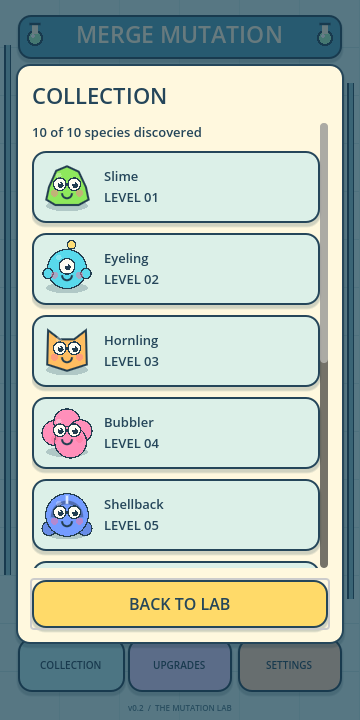 MERGE MUTATION
COLLECTION
10 of 10 species discovered
Slime
LEVEL 01
Eyeling
LEVEL 02
Hornling
LEVEL 03
Bubbler
LEVEL 04
Shellback
LEVEL 05
BACK TO LAB
COLLECTION
UPGRADES
SETTINGS
v0.2 / THE MUTATION LAB